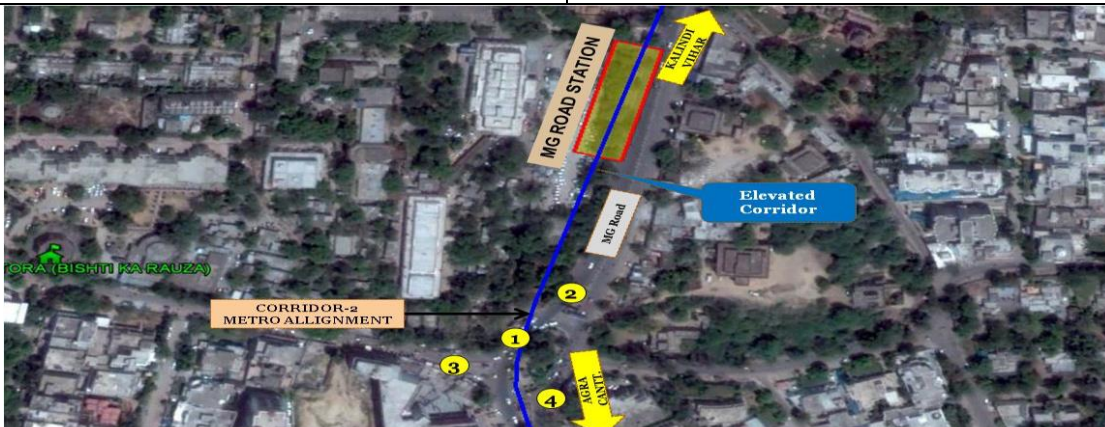 KALINDI
VIHAR
MG ROAD STATION
Elevated
Corridor
MG Road
ORA (BISHTI KA RAUZA)
CORRIDOR-2
METRO ALLIGNMENT
2
1
3
4
AGRA
CANTT.